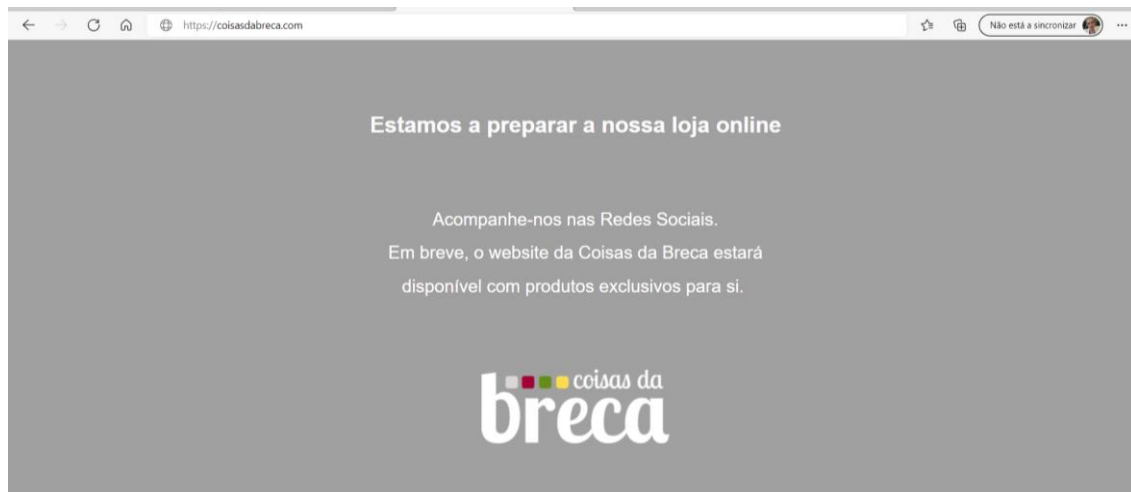 https://coisasdabreca.com
Não está a sincronizar
Estamos a preparar a nossa loja online
Acompanhe-nos nas Redes Sociais.
Em breve, o website da Coisas da Breca estará
disponível com produtos exclusivos para si.
coisas da
breca